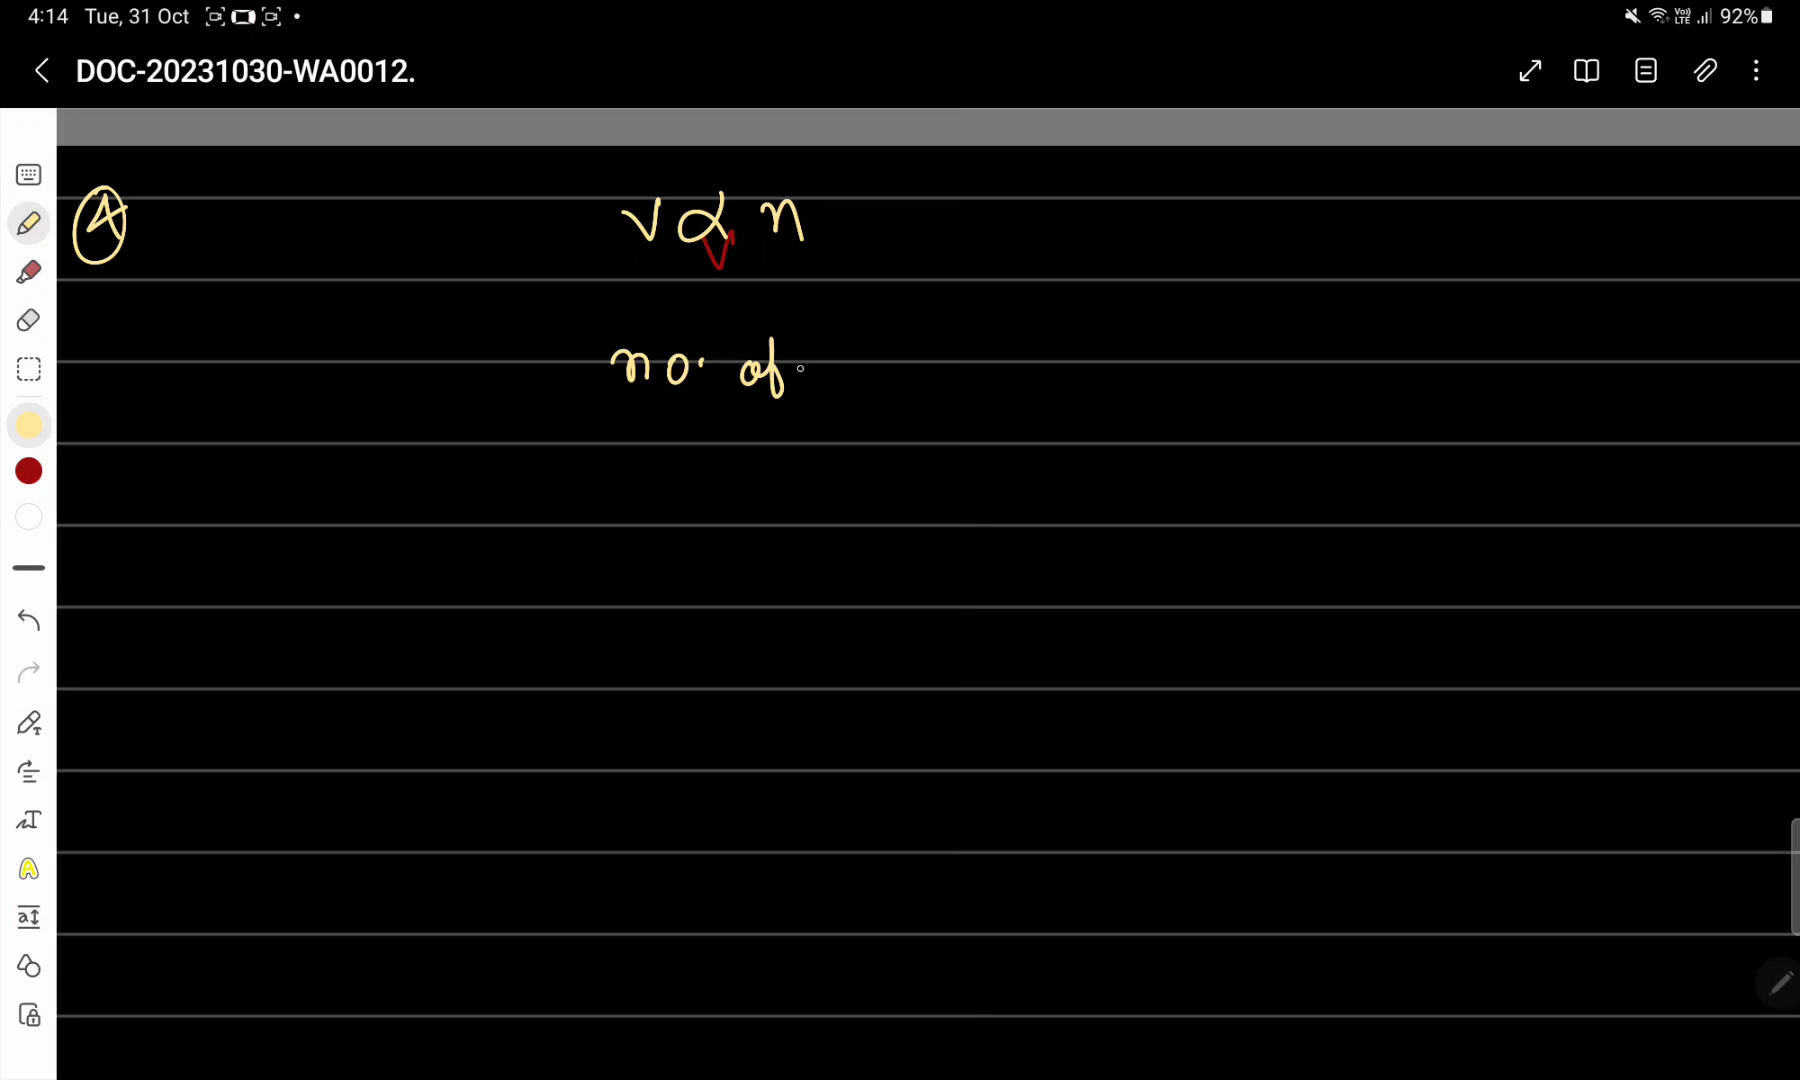 4:14 Tue, 31 Oct 92%
DOC-20231030-WA0012.
4 V ∝ n
no. of